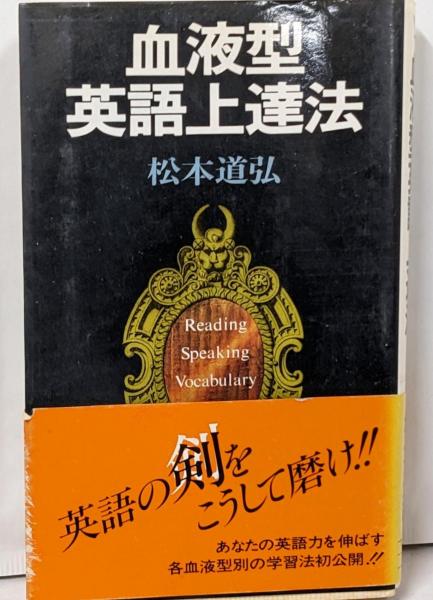 血液型
英語上達法
松本道弘
Reading
Speaking
Vocabulary
英語の剣を
こうして磨け!!
あなたの英語力を伸ばす
各血液型別の学習法初公開!!